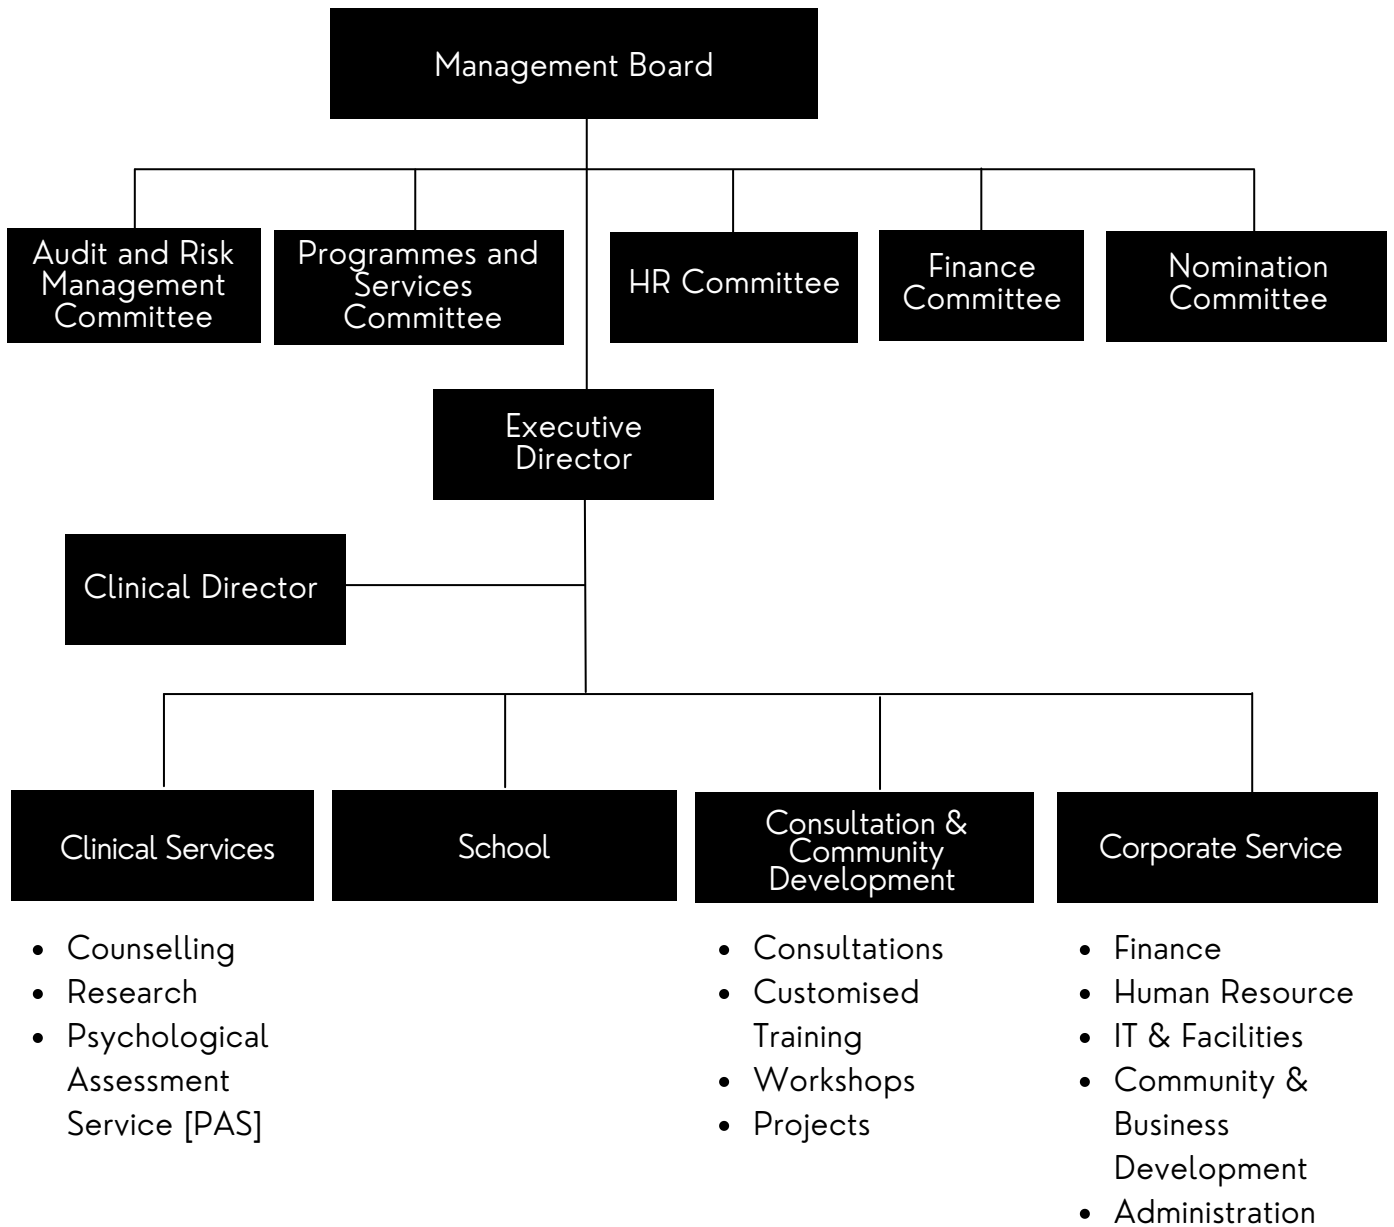 Management Board
Audit and Risk
Management
Committee
Programmes and
Services
Committee
HR Committee
Finance
Committee
Nomination
Committee
Executive
Director
Clinical Director
Clinical Services
School
Consultation &
Community
Development
Corporate Service
• Counselling
• Research
• Psychological
Assessment
Service [PAS]
• Consultations
• Customised
Training
• Workshops
• Projects
• Finance
• Human Resource
• IT & Facilities
• Community &
Business
Development
• Administration